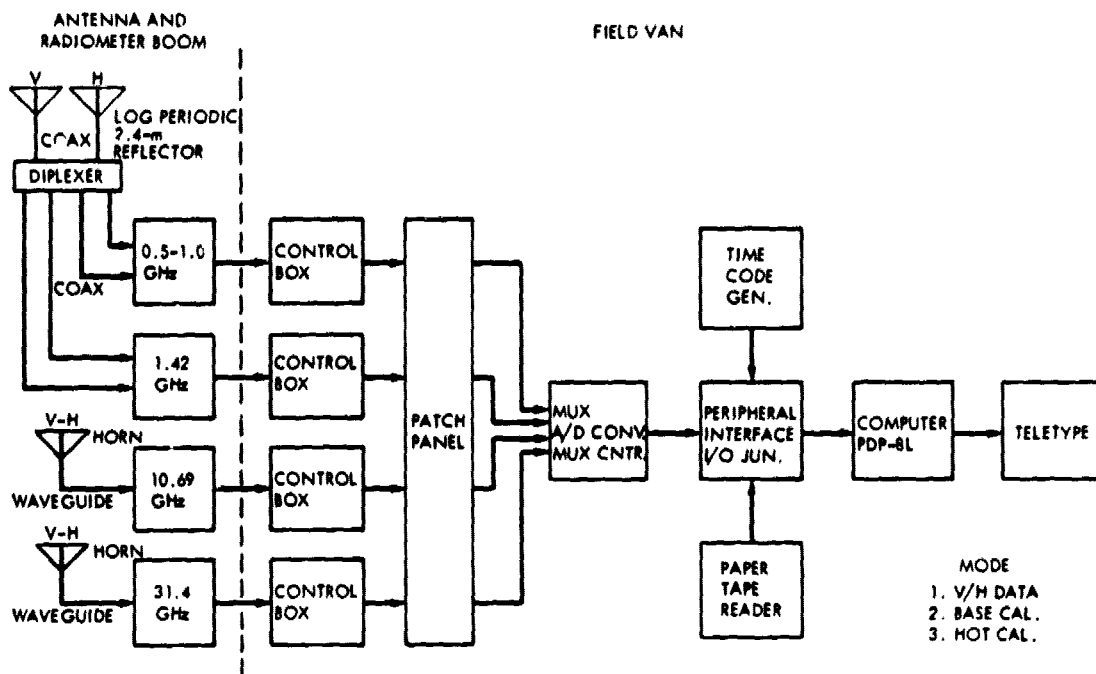 ANTENNA AND
RADIOMETER BOOM
FIELD VAN
V
H
LOG PERIODIC
2.4-m
REFLECTOR
COAX
DIPLEXER
0.5-1.0
GHz
COAX
CONTROL
BOX
1.42
GHz
CONTROL
BOX
V-H
HORN
WAVEGUIDE
10.69
GHz
CONTROL
BOX
V-H
HORN
WAVEGUIDE
31.4
GHz
CONTROL
BOX
PATCH
PANEL
MUX
A/D CONV.
MUX CNTR.
TIME
CODE
GEN.
PERIPHERAL
INTERFACE
I/O JUN.
PAPER
TAPE
READER
COMPUTER
PDP-8L
TELETYPE
MODE
1. V/H DATA
2. BASE CAL.
3. HOT CAL.